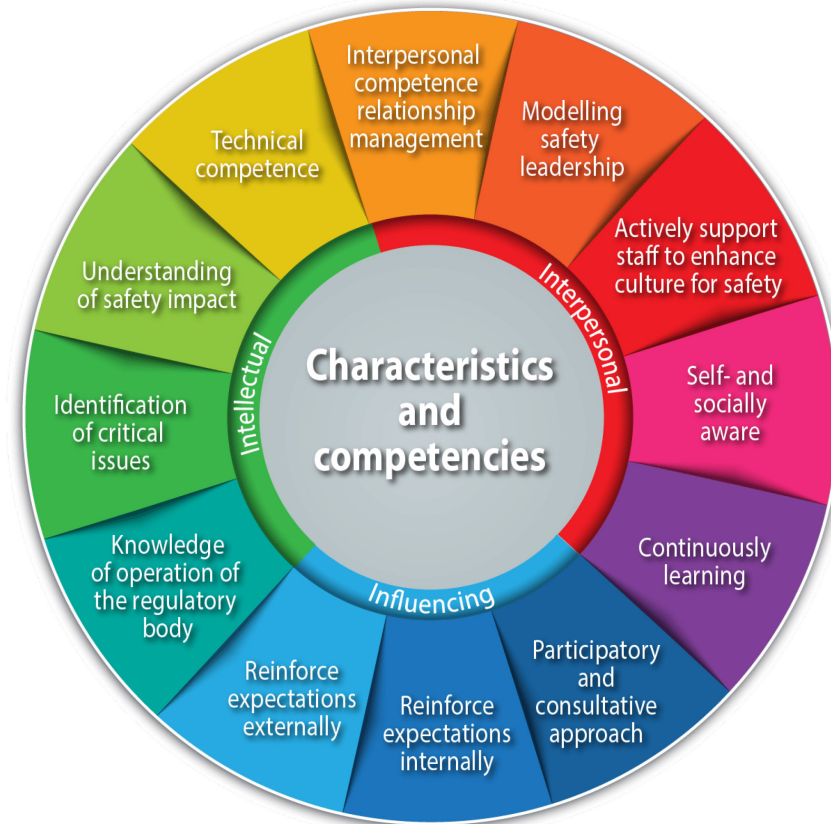 Characteristics
and
competencies
Intellectual
Interpersonal
Influencing
Interpersonal
competence
relationship
management
Modelling
safety
leadership
Actively support
staff to enhance
culture for safety
Self- and
socially
aware
Continuously
learning
Participatory
and
consultative
approach
Reinforce
expectations
internally
Reinforce
expectations
externally
Knowledge
of operation of
the regulatory
body
Identification
of critical
issues
Understanding
of safety impact
Technical
competence